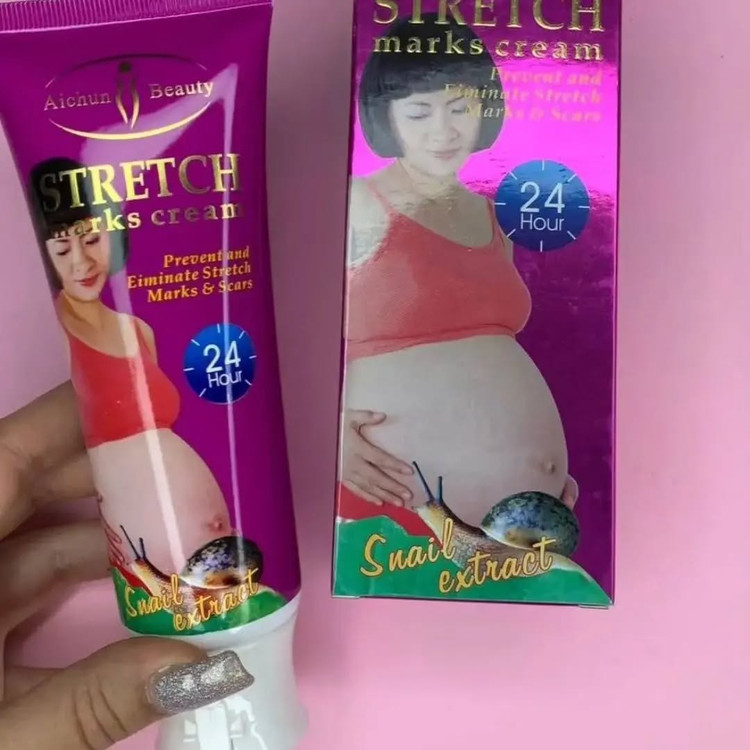 Aichun Beauty
STRETCH
marks cream
Prevent and
Eiminate Stretch
Marks & Scars
24
Hour
Snail
extract
STRETCH
marks cream
Prevent and
Eiminate Stretch
Marks & Scars
24
Hour
Snail
extract